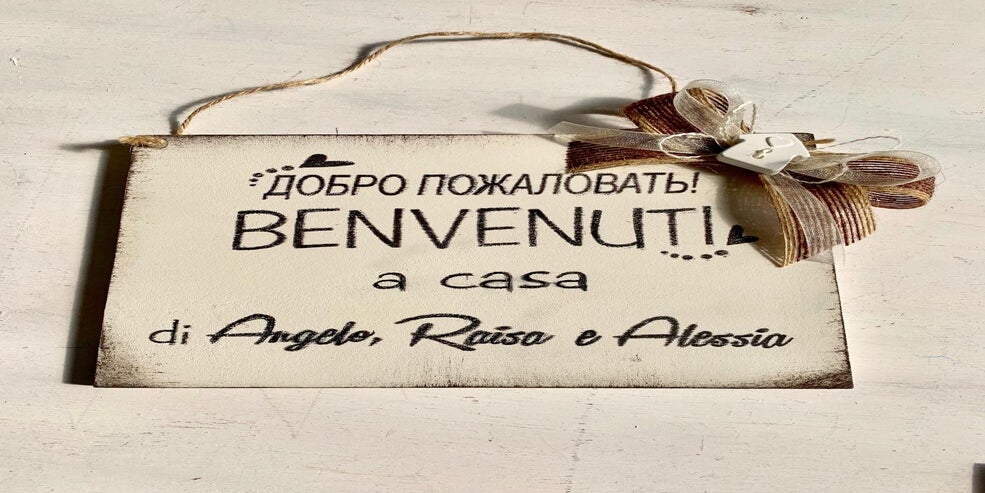 ДОБРО ПОЖАЛОВАТЬ!
BENVENUTI
a casa
di Angelo, Raisa e Alessia